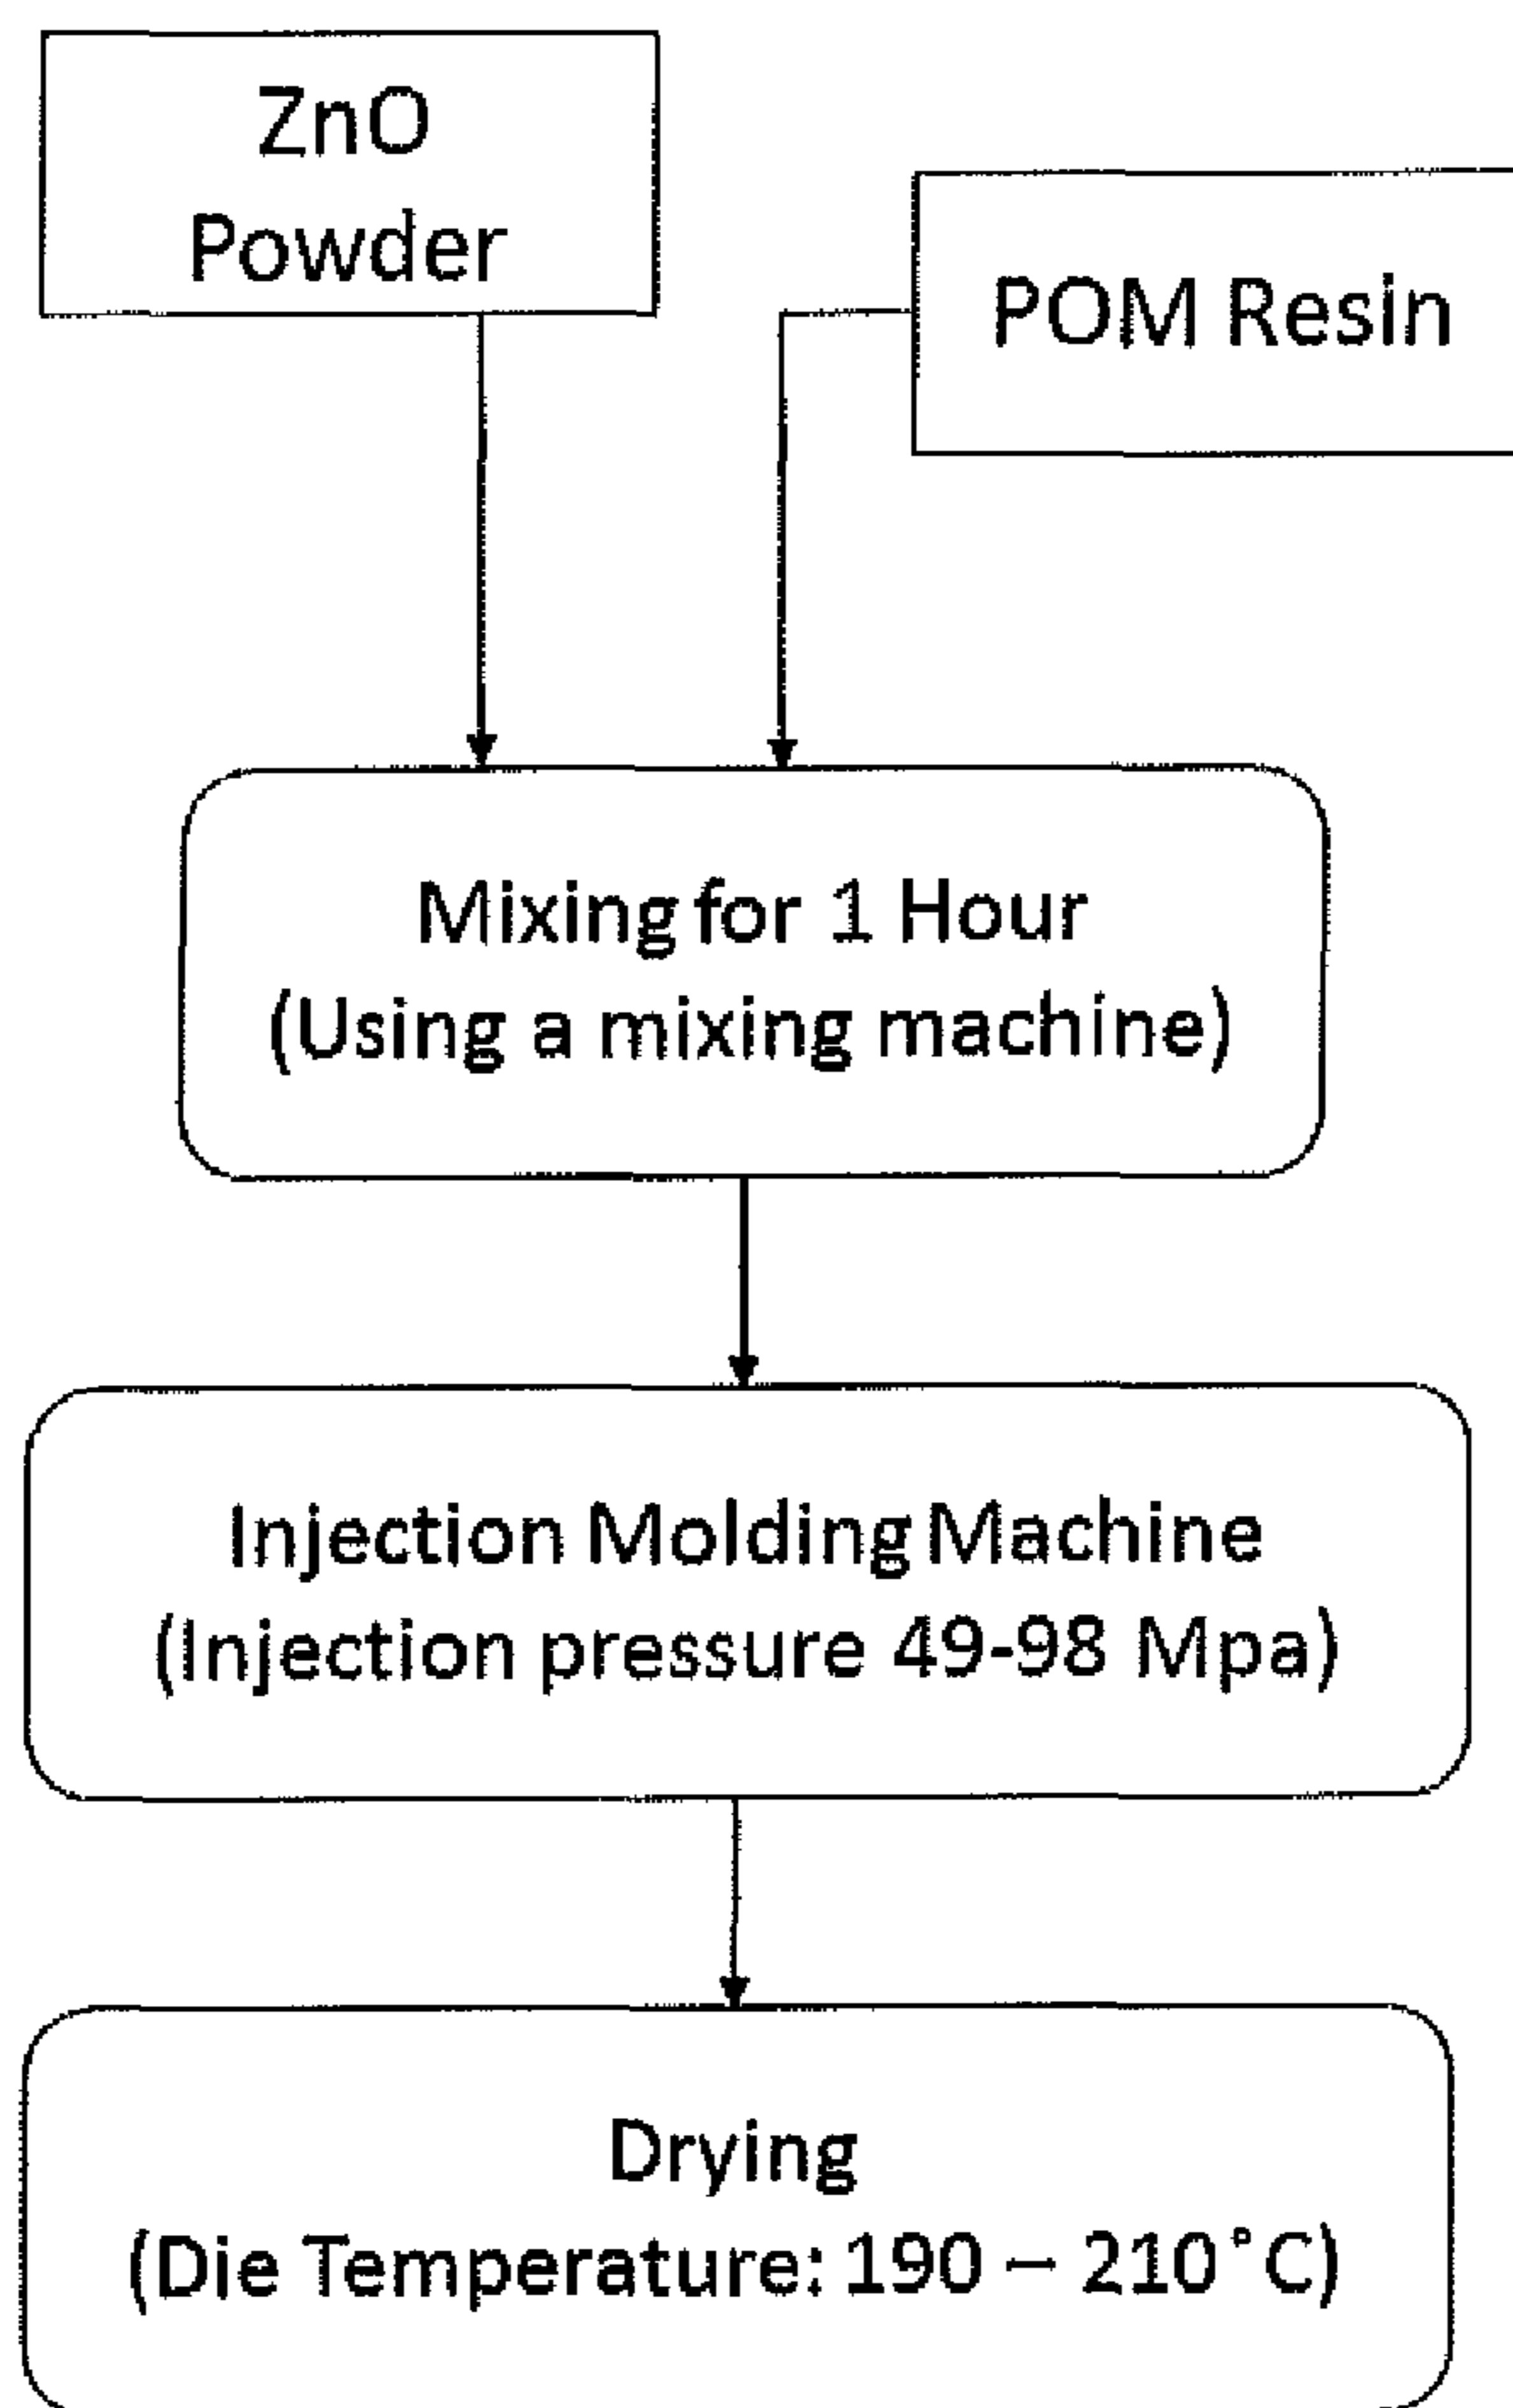 ZnO
Powder
POM Resin
Mixing for 1 Hour
(Using a mixing machine)
Injection Molding Machine
(Injection pressure 49-98 Mpa)
Drying
(Die Temperature: 190 – 210°C)